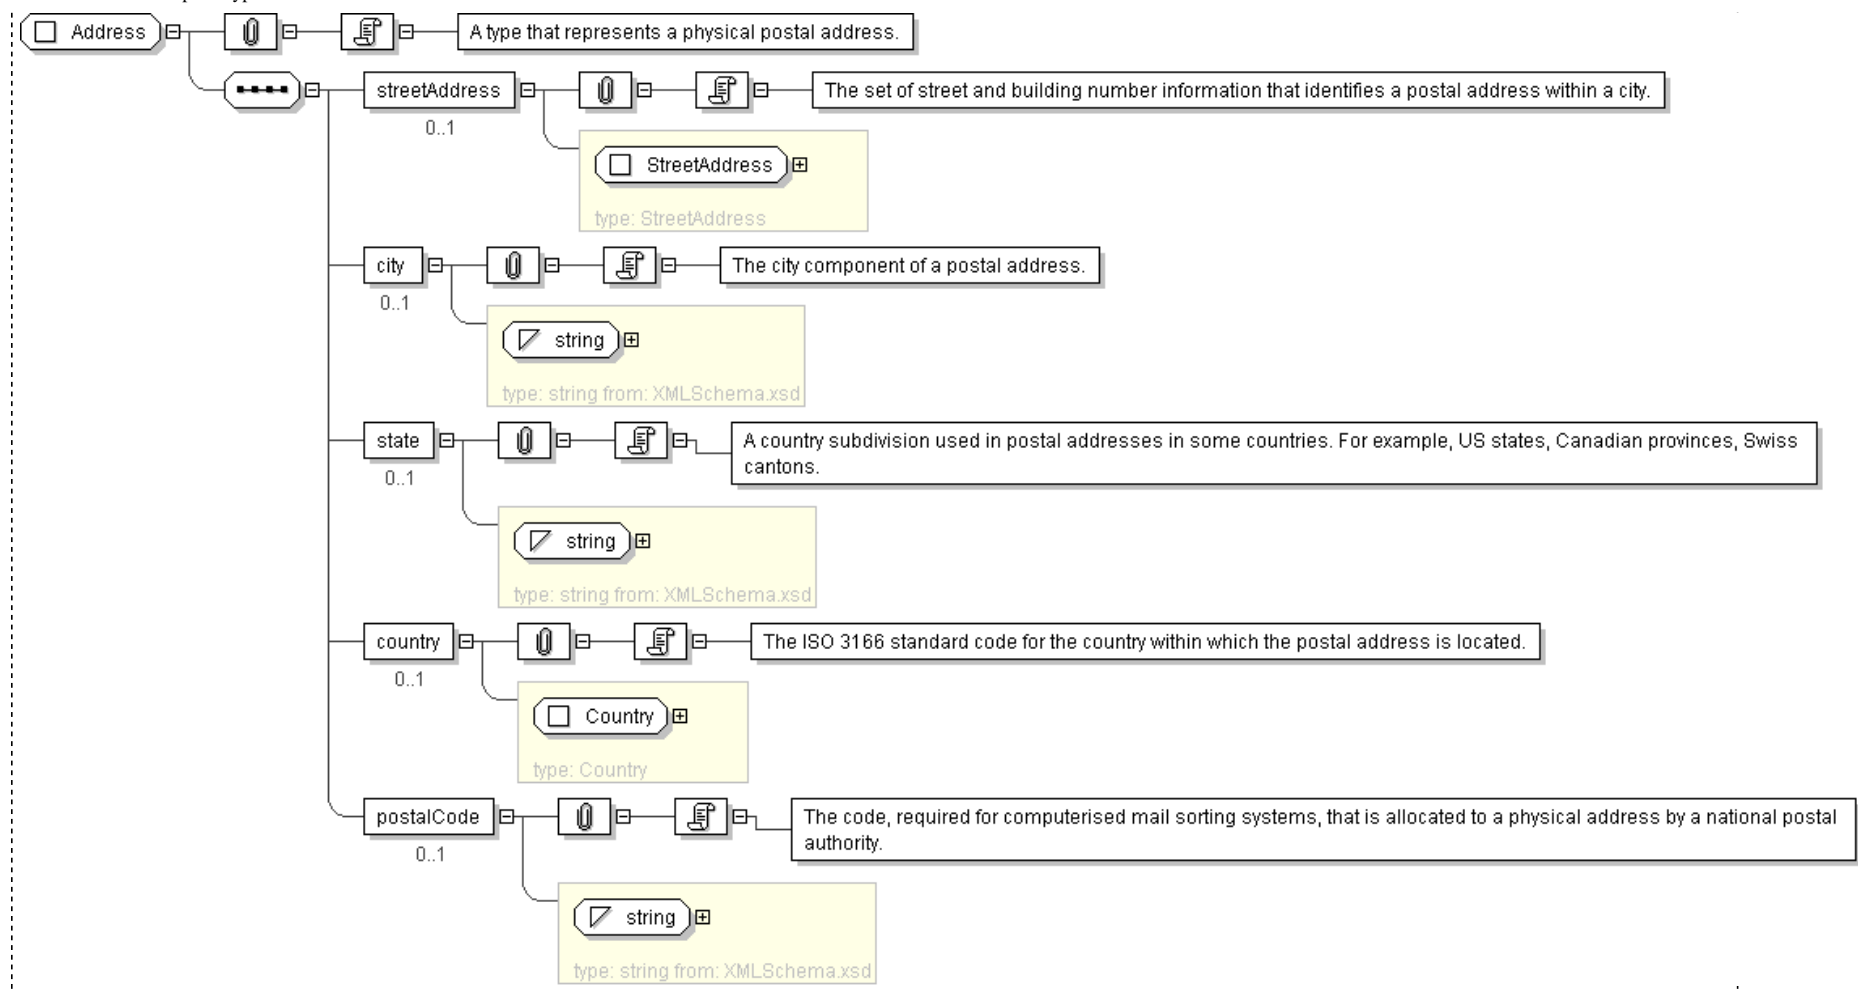 Address
A type that represents a physical postal address.
streetAddress
The set of street and building number information that identifies a postal address within a city.
0..1
StreetAddress
type: StreetAddress
city
The city component of a postal address.
0..1
string
type: string from: XMLSchema.xsd
state
A country subdivision used in postal addresses in some countries. For example, US states, Canadian provinces, Swiss
cantons.
0..1
string
type: string from: XMLSchema.xsd
country
The ISO 3166 standard code for the country within which the postal address is located.
0..1
Country
type: Country
postalCode
The code, required for computerised mail sorting systems, that is allocated to a physical address by a national postal
authority.
0..1
string
type: string from: XMLSchema.xsd